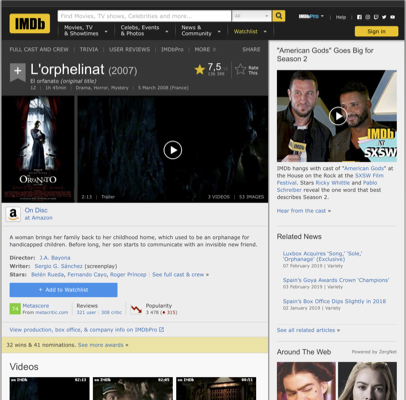 IMDb
Find Movies, TV shows, Celebrities and more...
All
IMDbPro
Help
Movies, TV
& Showtimes
Celebs, Events
& Photos
News &
Community
Watchlist
Sign in
FULL CAST AND CREW | TRIVIA | USER REVIEWS | IMDbPro | MORE
SHARE
L'orphelinat (2007)
El orfanato (original title)
12 | 1h 45min | Drama, Horror, Mystery | 5 March 2008 (France)
7,5
Rate
This
ORFANATO
2:13 | Trailer
3 VIDEOS | 53 IMAGES
On Disc
at Amazon
A woman brings her family back to her childhood home, which used to be an orphanage for
handicapped children. Before long, her son starts to communicate with an invisible new friend.
Director: J.A. Bayona
Writer: Sergio G. Sánchez (screenplay)
Stars: Belén Rueda, Fernando Cayo, Roger Príncep | See full cast & crew »
+ Add to Watchlist
Metascore
From metacritic.com
Reviews
321 user | 308 critic
Popularity
3 478 (315)
View production, box office, & company info on IMDbPro
32 wins & 41 nominations. See more awards »
Videos
"American Gods" Goes Big for
Season 2
IMDb
at
SXSW
IMDb hangs with cast of "American Gods"
at the House on the Rock at the SXSW Film
Festival. Stars Ricky Whittle and Pablo
Schreiber reveal the one word that best
describes Season 2.
Hear from the cast »
Related News
Luxbox Acquires 'Song,' 'Sole,'
'Orphanage' (Exclusive)
07 February 2019 | Variety
Spain's Goya Awards Crown 'Champions'
03 February 2019 | Variety
Spain's Box Office Dips Slightly in 2018
02 January 2019 | Variety
See all related articles »
Around The Web
Powered by ZergNet